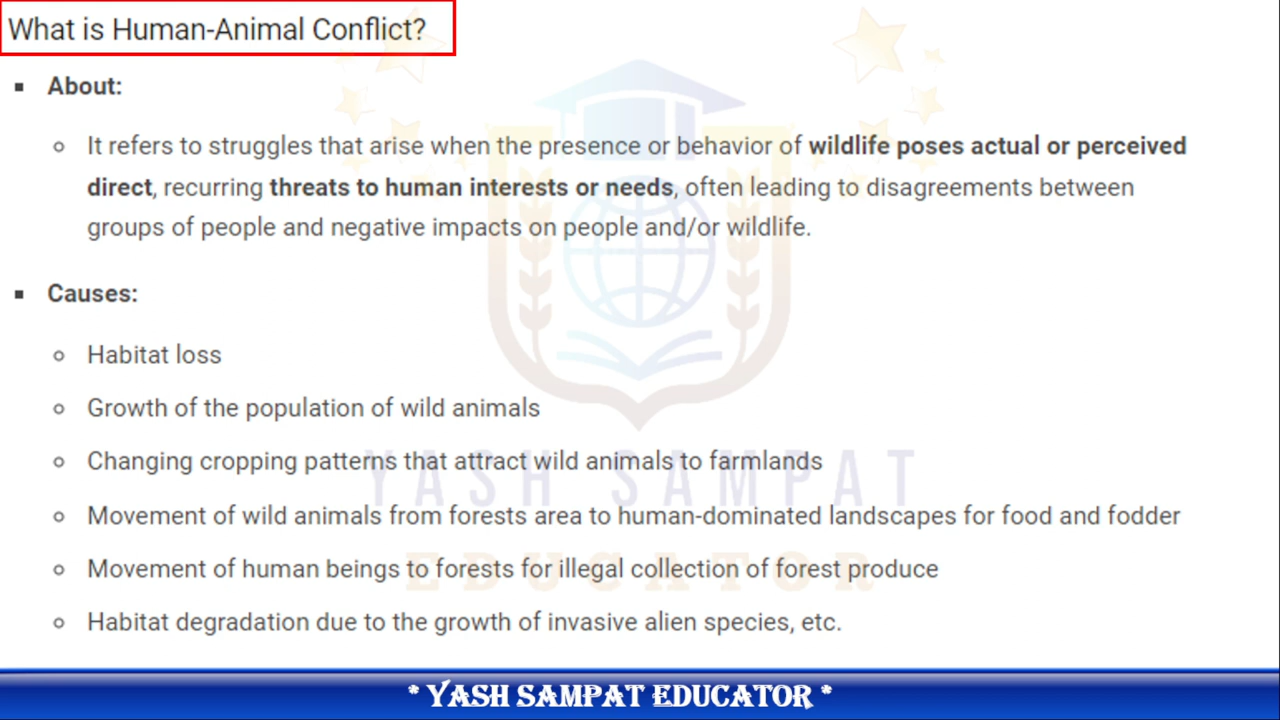 What is Human-Animal Conflict?
▪ About:
○ It refers to struggles that arise when the presence or behavior of wildlife poses actual or perceived
direct, recurring threats to human interests or needs, often leading to disagreements between
groups of people and negative impacts on people and/or wildlife.
▪ Causes:
○ Habitat loss
○ Growth of the population of wild animals
○ Changing cropping patterns that attract wild animals to farmlands
○ Movement of wild animals from forests area to human-dominated landscapes for food and fodder
○ Movement of human beings to forests for illegal collection of forest produce
○ Habitat degradation due to the growth of invasive alien species, etc.
YASH SAMPAT
EDUCATOR
* YASH SAMPAT EDUCATOR *